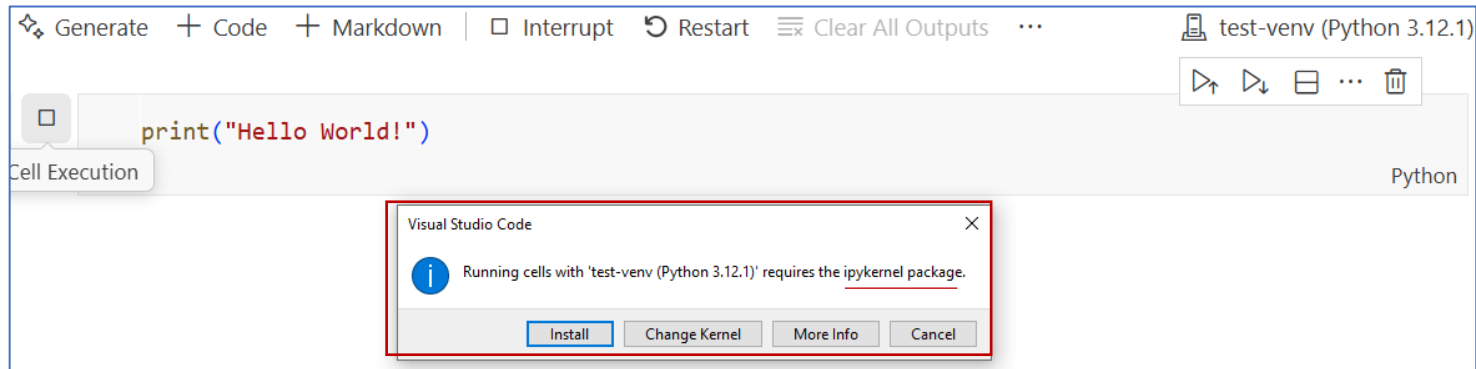 Generate + Code + Markdown Interrupt Restart Clear All Outputs ... test-venv (Python 3.12.1)
print("Hello World!")
Cell Execution
Python
Visual Studio Code
Running cells with 'test-venv (Python 3.12.1)' requires the ipykernel package.
Install Change Kernel More Info Cancel